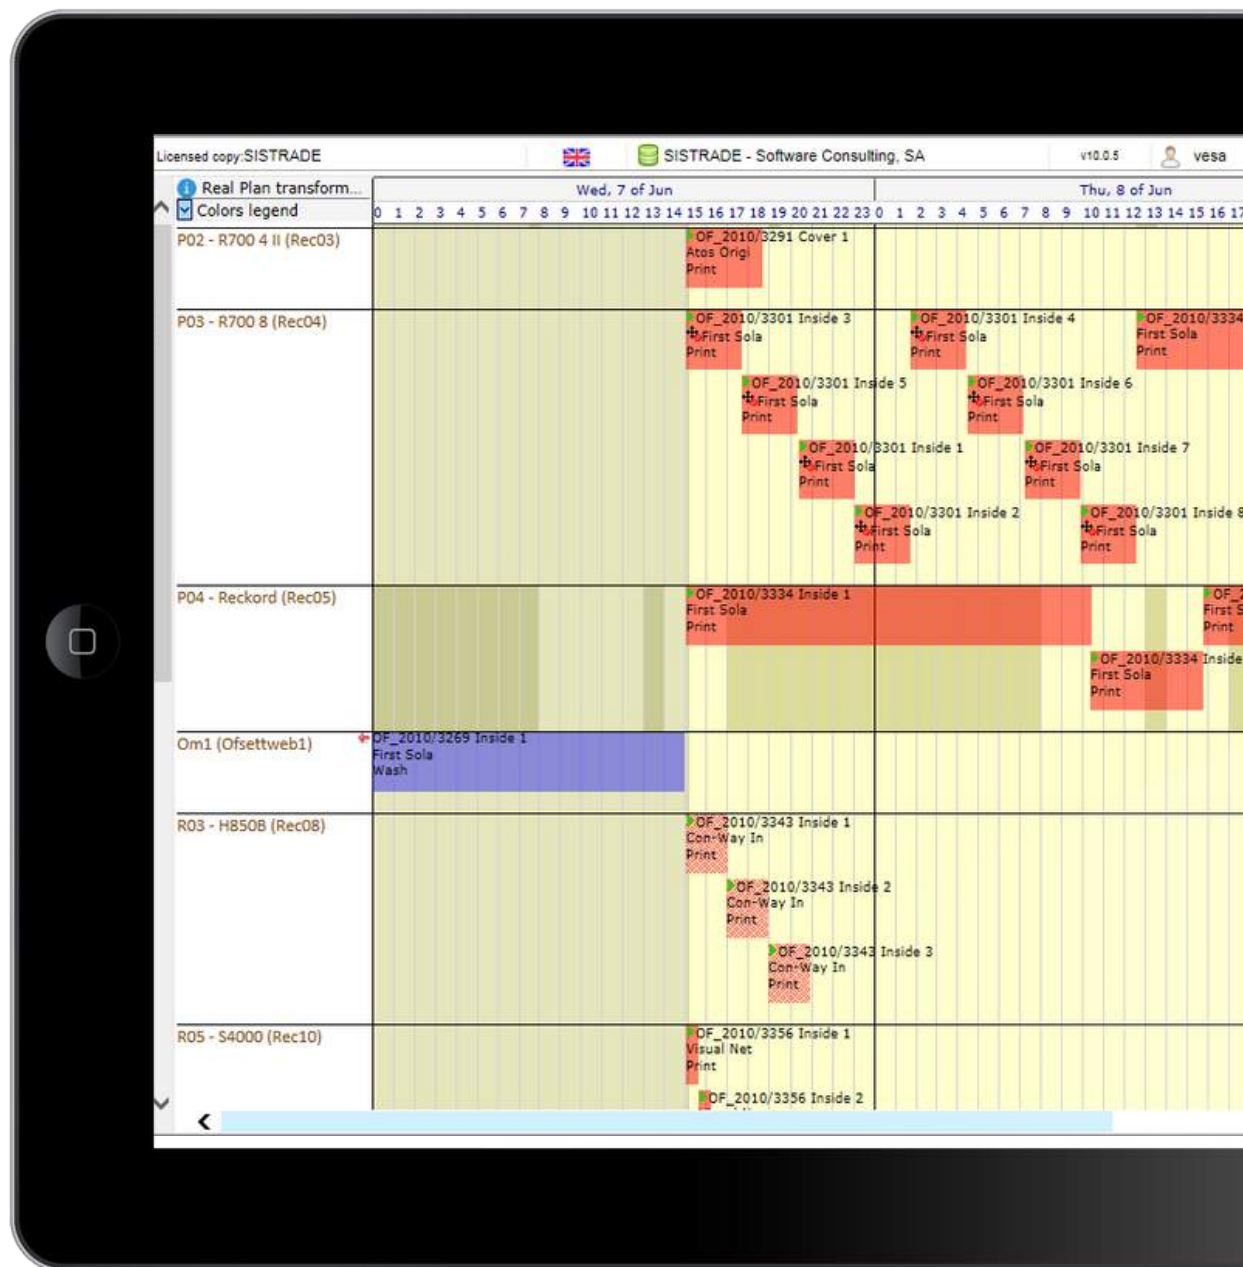 Licensed copy:SISTRADE
SISTRADE - Software Consulting, SA
v10.0.5
vesa
Real Plan transform...
Wed, 7 of Jun
Thu, 8 of Jun
Colors legend
0 1 2 3 4 5 6 7 8 9 10 11 12 13 14 15 16 17 18 19 20 21 22 23 0 1 2 3 4 5 6 7 8 9 10 11 12 13 14 15 16 17
P02 - R700 4 II (Rec03)
OF_2010/3291 Cover 1
Atos Origi
Print
P03 - R700 8 (Rec04)
OF_2010/3301 Inside 3
First Sola
Print
OF_2010/3301 Inside 4
First Sola
Print
OF_2010/3334
First Sola
Print
OF_2010/3301 Inside 5
First Sola
Print
OF_2010/3301 Inside 6
First Sola
Print
OF_2010/3301 Inside 1
First Sola
Print
OF_2010/3301 Inside 7
First Sola
Print
OF_2010/3301 Inside 2
First Sola
Print
OF_2010/3301 Inside 8
First Sola
Print
P04 - Reckord (Rec05)
OF_2010/3334 Inside 1
First Sola
Print
OF_2
First S
Print
OF_2010/3334 Inside
First Sola
Print
Om1 (Ofsettweb1)
OF_2010/3269 Inside 1
First Sola
Wash
R03 - H850B (Rec08)
OF_2010/3343 Inside 1
Con-Way In
Print
OF_2010/3343 Inside 2
Con-Way In
Print
OF_2010/3343 Inside 3
Con-Way In
Print
R05 - S4000 (Rec10)
OF_2010/3356 Inside 1
Visual Net
Print
OF_2010/3356 Inside 2